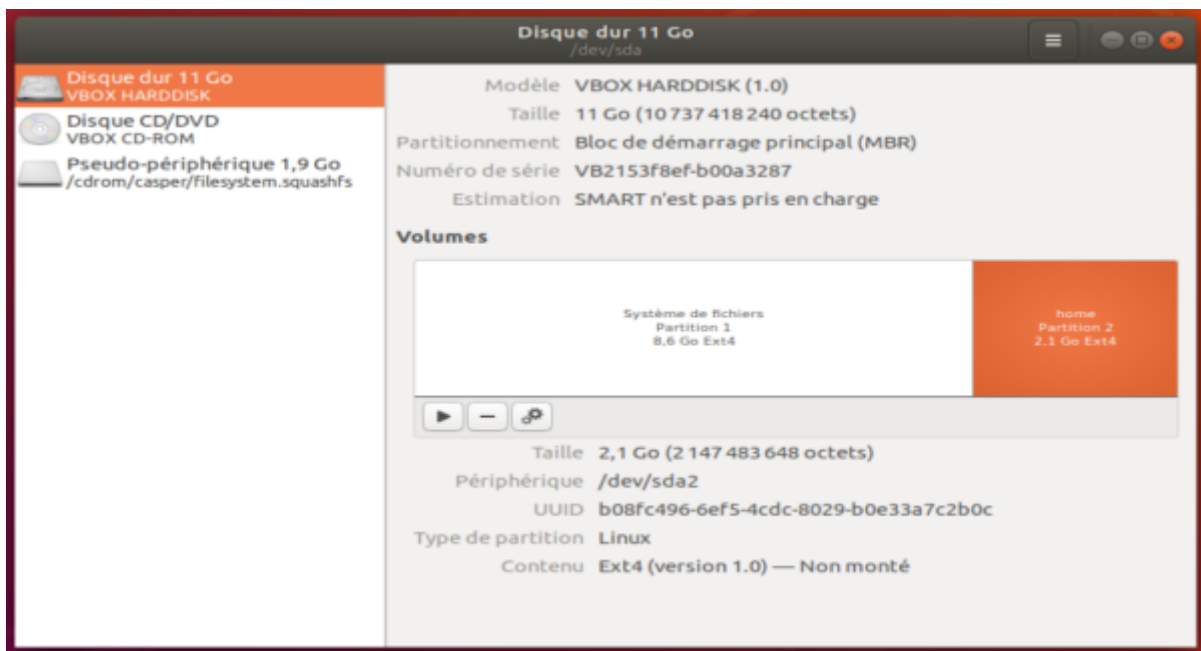 Disque dur 11 Go
/dev/sda
Disque dur 11 Go
VBOX HARDDISK
Disque CD/DVD
VBOX CD-ROM
Pseudo-périphérique 1,9 Go
/cdrom/casper/filesystem.squashfs
Modèle VBOX HARDDISK (1.0)
Taille 11 Go (10 737 418 240 octets)
Partitionnement Bloc de démarrage principal (MBR)
Numéro de série VB2153f8ef-b00a3287
Estimation SMART n'est pas pris en charge
Volumes
Système de fichiers
Partition 1
8,6 Go Ext4
home
Partition 2
2,1 Go Ext4
Taille 2,1 Go (2 147 483 648 octets)
Périphérique /dev/sda2
UUID b08fc496-6ef5-4cdc-8029-b0e33a7c2b0c
Type de partition Linux
Contenu Ext4 (version 1.0) — Non monté